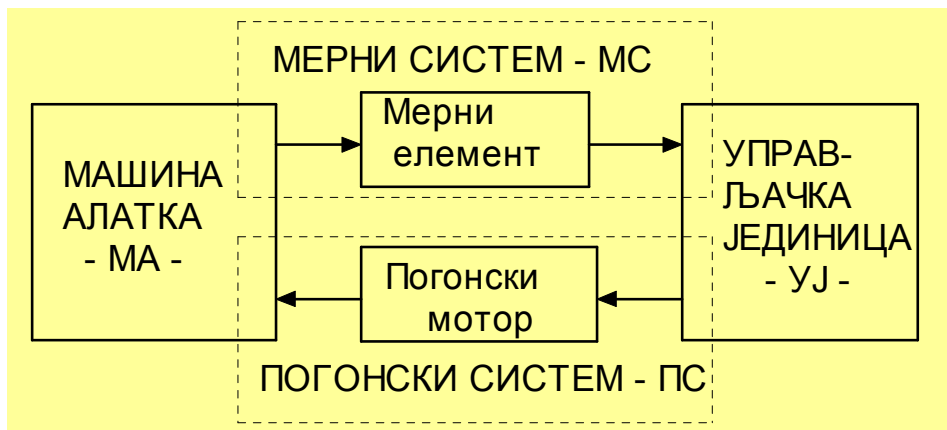 МЕРНИ СИСТЕМ - МС
Мерни
елемент
МАШИНА
АЛАТКА
- МА -
УПРАВ-
ЉАЧКА
ЈЕДИНИЦА
- УЈ -
Погонски
мотор
ПОГОНСКИ СИСТЕМ - ПС